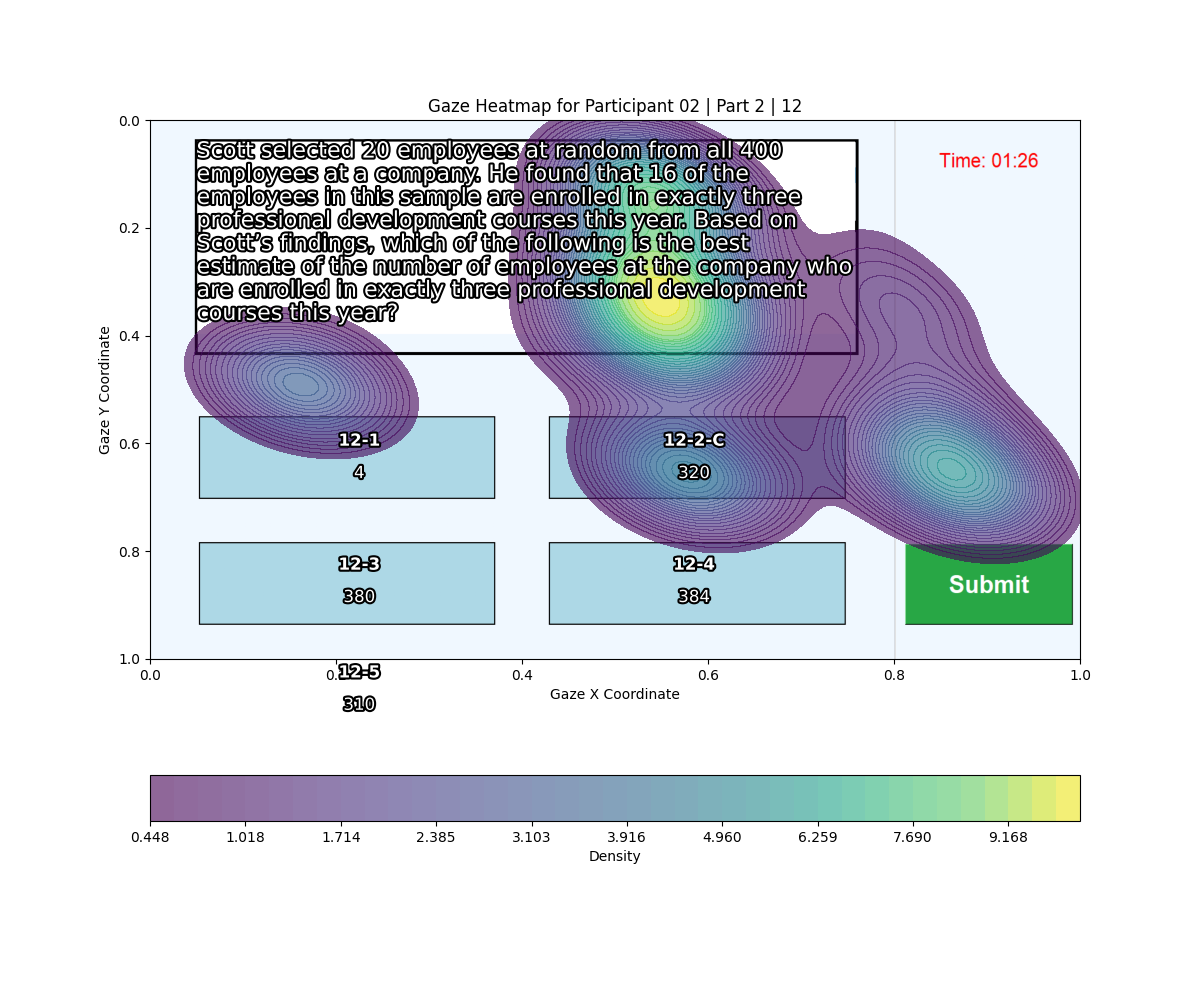 Gaze Heatmap for Participant 02 | Part 2 | 12
Scott selected 20 employees at random from all 400
employees at a company. He found that 16 of the
employees in this sample are enrolled in exactly three
professional development courses this year. Based on
Scott's findings, which of the following is the best
estimate of the number of employees at the company who
are enrolled in exactly three professional development
courses this year?
Time: 01:26
12-1
4
12-2-C
320
12-3
380
12-4
384
Submit
12-5
310
0.0
0.2
0.4
0.6
0.8
1.0
Gaze Y Coordinate
0.0 0.2 0.4 0.6 0.8 1.0
Gaze X Coordinate
0.448 1.018 1.714 2.385 3.103 3.916 4.960 6.259 7.690 9.168
Density